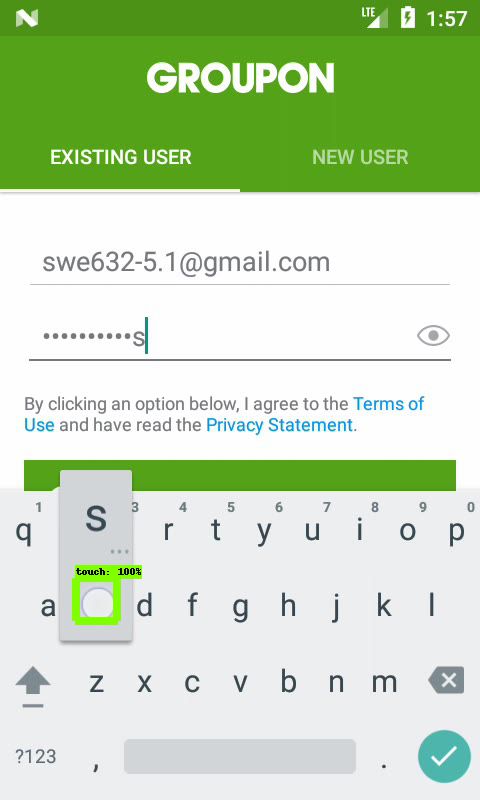 LTE 1:57
GROUPON
EXISTING USER NEW USER
swe632-5.1@gmail.com
••••••••••s
By clicking an option below, I agree to the Terms of
Use and have read the Privacy Statement.
1 3 4 5 6 7 8 9 0
q r t y u i o p
s
...
touch: 100%
a d f g h j k l
z x c v b n m
?123 , .